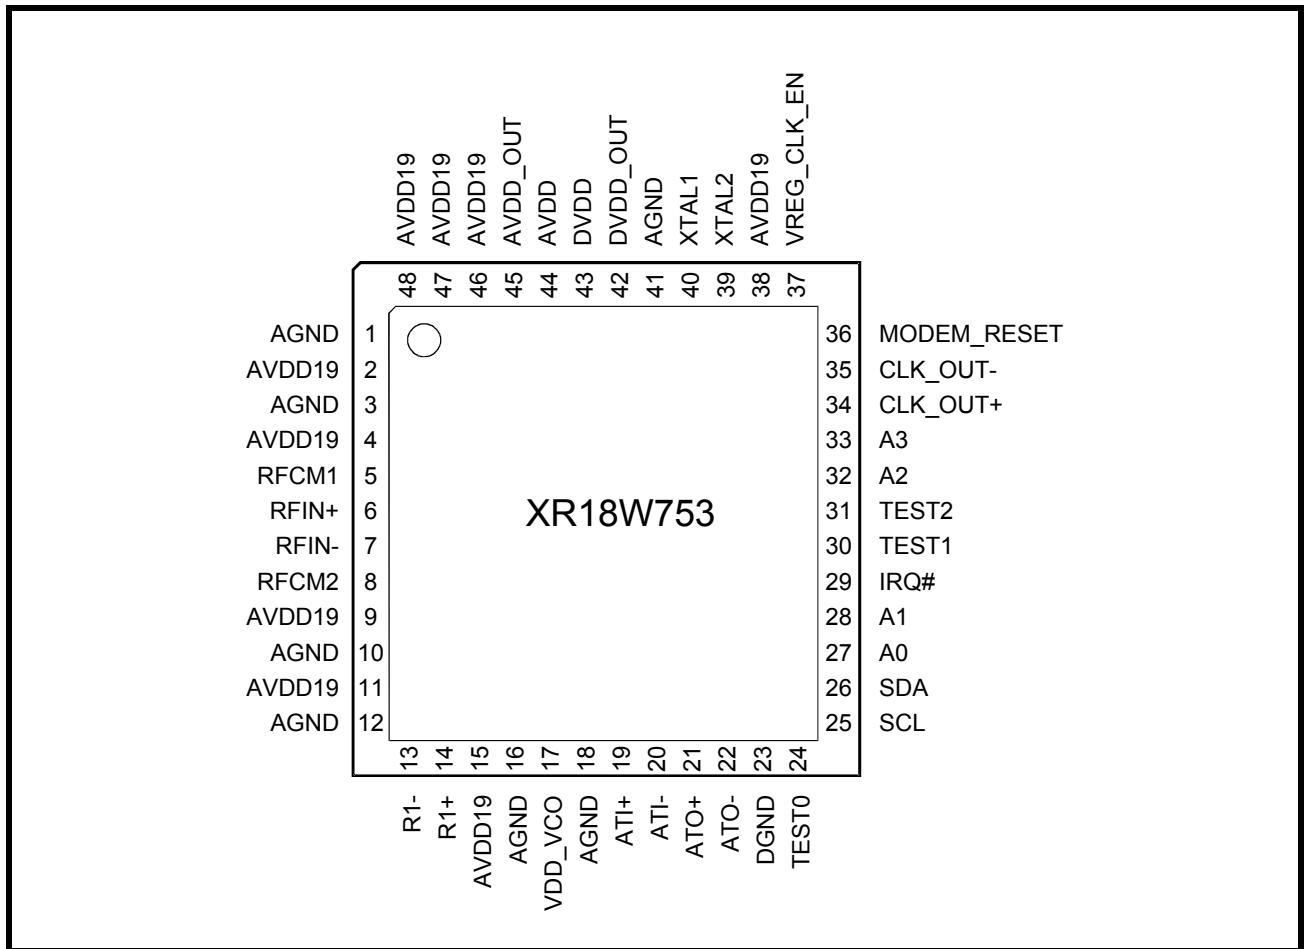 AVDD19 AVDD19 AVDD19 AVDD_OUT AVDD DVDD DVDD_OUT AGND XTAL1 XTAL2 AVDD19 VREG_CLK_EN
48 47 46 45 44 43 42 41 40 39 38 37
AGND 1 36 MODEM_RESET
AVDD19 2 35 CLK_OUT-
AGND 3 34 CLK_OUT+
AVDD19 4 33 A3
RFCM1 5 32 A2
RFIN+ 6 XR18W753 31 TEST2
RFIN- 7 30 TEST1
RFCM2 8 29 IRQ#
AVDD19 9 28 A1
AGND 10 27 A0
AVDD19 11 26 SDA
AGND 12 25 SCL
13 14 15 16 17 18 19 20 21 22 23 24
R1- R1+ AVDD19 AGND VDD_VCO AGND ATI+ ATI- ATO+ ATO- DGND TEST0